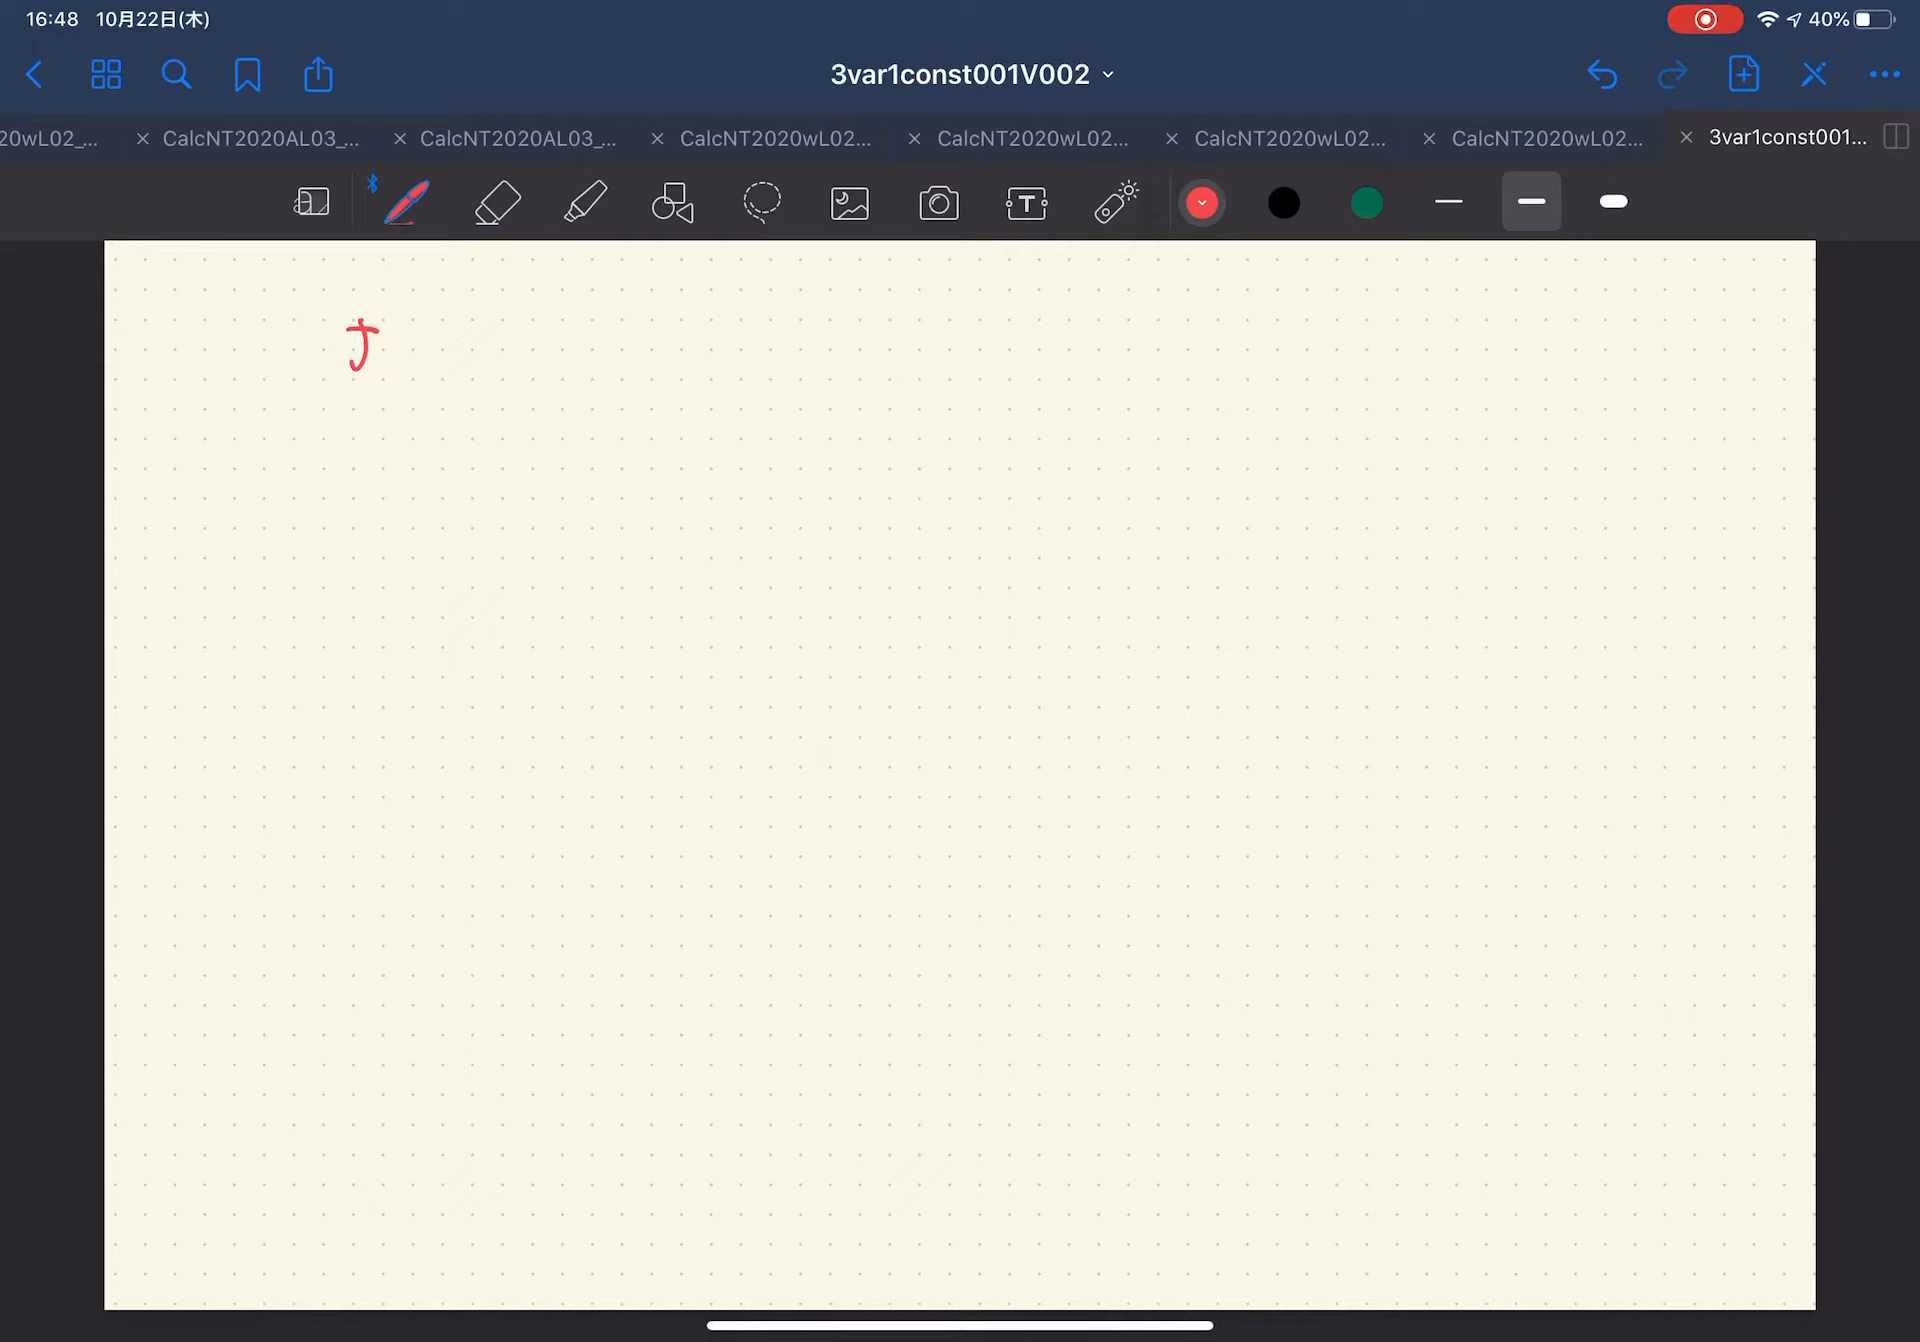 16:48 10月22日(木) 40%
3var1const001V002
20wL02_... CalcNT2020AL03_... CalcNT2020AL03_... CalcNT2020wL02... CalcNT2020wL02... CalcNT2020wL02... CalcNT2020wL02... 3var1const001...
T
J